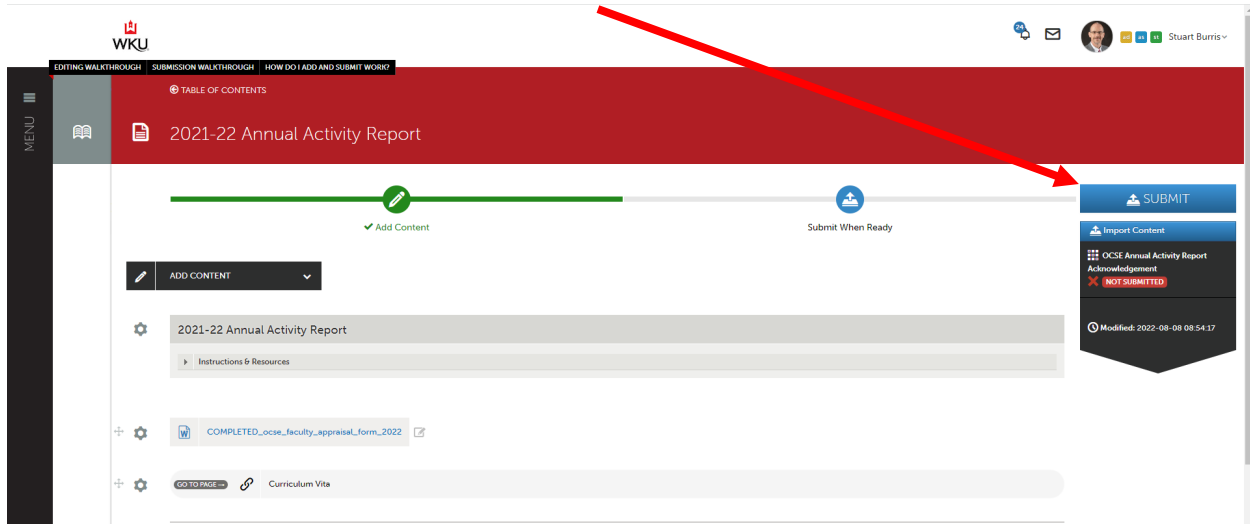 WKU
24
ad as st Stuart Burris
EDITING WALKTHROUGH SUBMISSION WALKTHROUGH HOW DO I ADD AND SUBMIT WORK?
MENU
TABLE OF CONTENTS
2021-22 Annual Activity Report
SUBMIT
Add Content
Submit When Ready
Import Content
OCSE Annual Activity Report
Acknowledgement
NOT SUBMITTED
ADD CONTENT
Modified: 2022-08-08 08:54:17
2021-22 Annual Activity Report
Instructions & Resources
W COMPLETED_ocse_faculty_appraisal_form_2022
GO TO PAGE Curriculum Vita